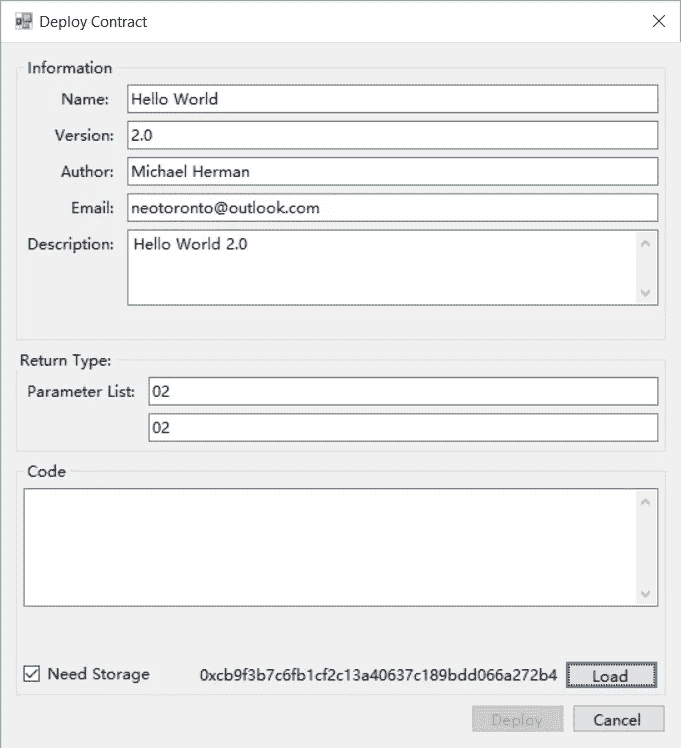 Deploy Contract
Information
Name: Hello World
Version: 2.0
Author: Michael Herman
Email: neotoronto@outlook.com
Description: Hello World 2.0
Return Type:
Parameter List: 02
02
Code
Need Storage 0xcb9f3b7c6fb1cf2c13a40637c189bdd066a272b4 Load
Deploy Cancel